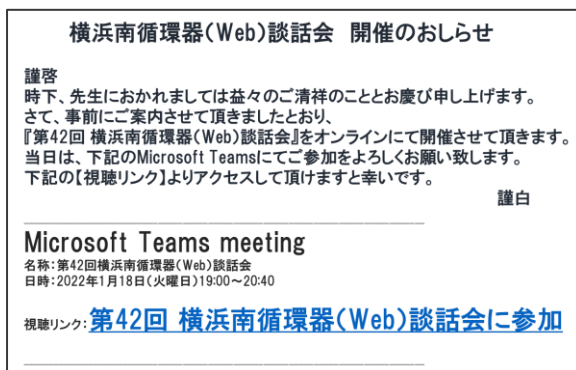 横浜南循環器(Web)談話会 開催のおしらせ
謹啓
時下、先生におかれましては益々のご清祥のこととお慶び申し上げます。
さて、事前にご案内させて頂きましたとおり、
『第42回 横浜南循環器(Web)談話会』をオンラインにて開催させて頂きます。
当日は、下記のMicrosoft Teamsにてご参加をよろしくお願い致します。
下記の【視聴リンク】よりアクセスして頂けますと幸いです。
謹白
Microsoft Teams meeting
名称:第42回横浜南循環器(Web)談話会
日時:2022年1月18日(火曜日)19:00～20:40
視聴リンク:第42回 横浜南循環器(Web)談話会に参加